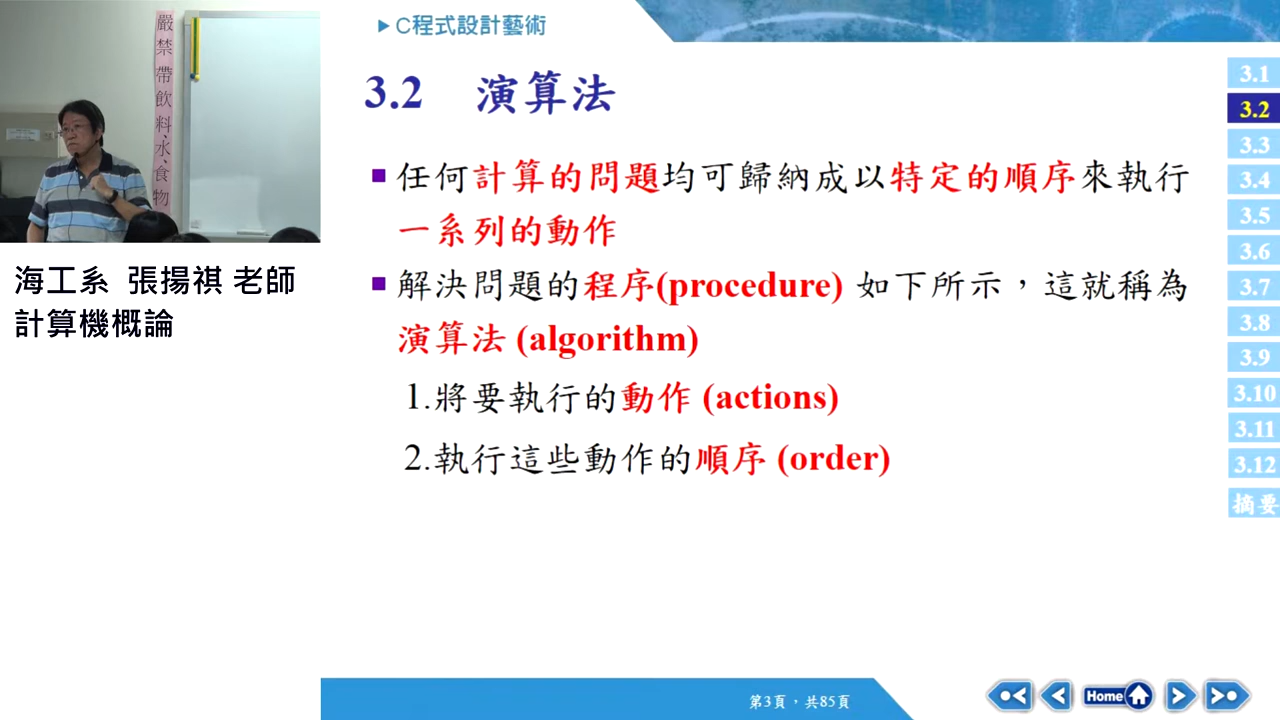 嚴禁帶飲料、水、食物
海工系 張揚祺 老師
計算機概論
C程式設計藝術
3.2 演算法
任何計算的問題均可歸納成以特定的順序來執行
一系列的動作
解決問題的程序(procedure) 如下所示，這就稱為
演算法 (algorithm)
1.將要執行的動作 (actions)
2.執行這些動作的順序 (order)
3.1
3.2
3.3
3.4
3.5
3.6
3.7
3.8
3.9
3.10
3.11
3.12
摘要
第3頁，共85頁
Home